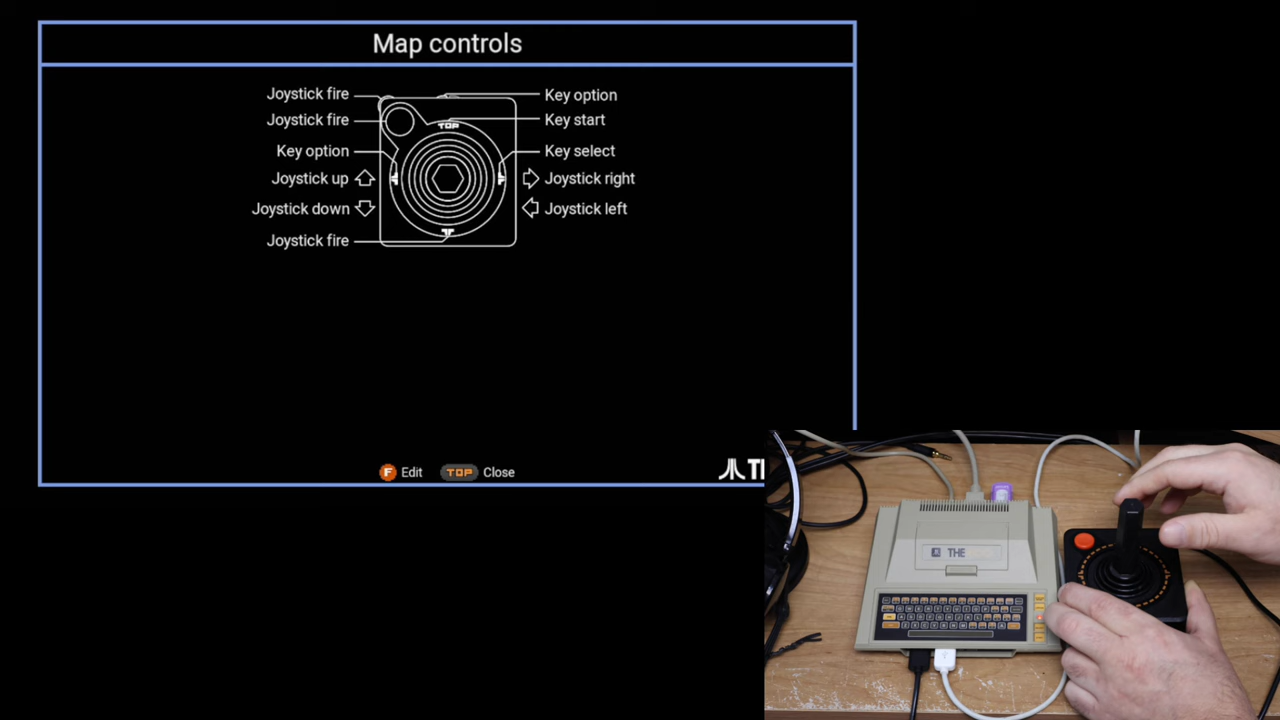 Map controls
Joystick fire
Key option
Joystick fire
TOP
Key start
Key option
Key select
Joystick up
Joystick right
Joystick down
Joystick left
Joystick fire
F Edit TOP Close
THE